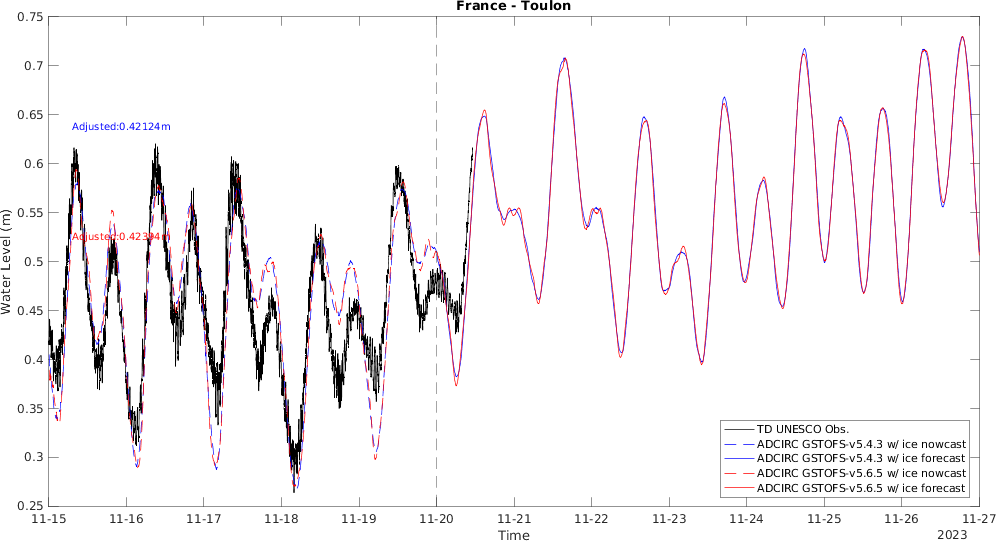 France - Toulon
Water Level (m)
0.75
0.7
0.65
0.6
0.55
0.5
0.45
0.4
0.35
0.3
0.25
Adjusted:0.42124m
TD UNESCO Obs.
ADCIRC GSTOFS-v5.4.3 w/ ice nowcast
ADCIRC GSTOFS-v5.4.3 w/ ice forecast
ADCIRC GSTOFS-v5.6.5 w/ ice nowcast
ADCIRC GSTOFS-v5.6.5 w/ ice forecast
11-15 11-16 11-17 11-18 11-19 11-20 11-21 11-22 11-23 11-24 11-25 11-26 11-27
Time
2023